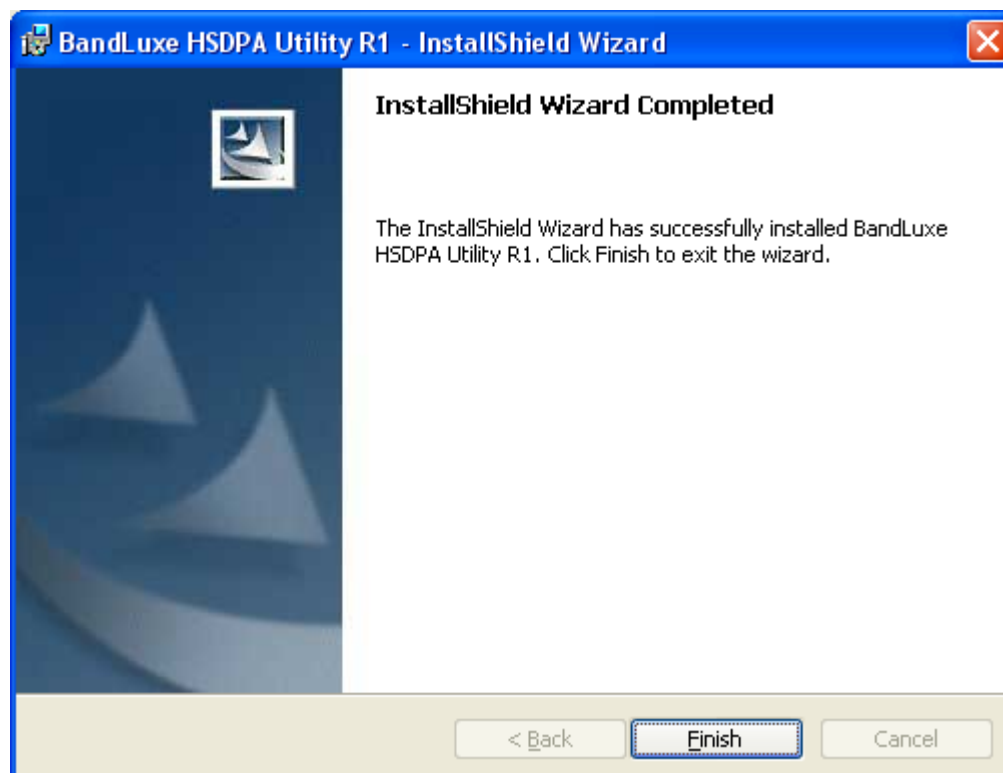 BandLuxe HSDPA Utility R1 - InstallShield Wizard
InstallShield Wizard Completed
The InstallShield Wizard has successfully installed BandLuxe
HSDPA Utility R1. Click Finish to exit the wizard.
< Back
Finish
Cancel